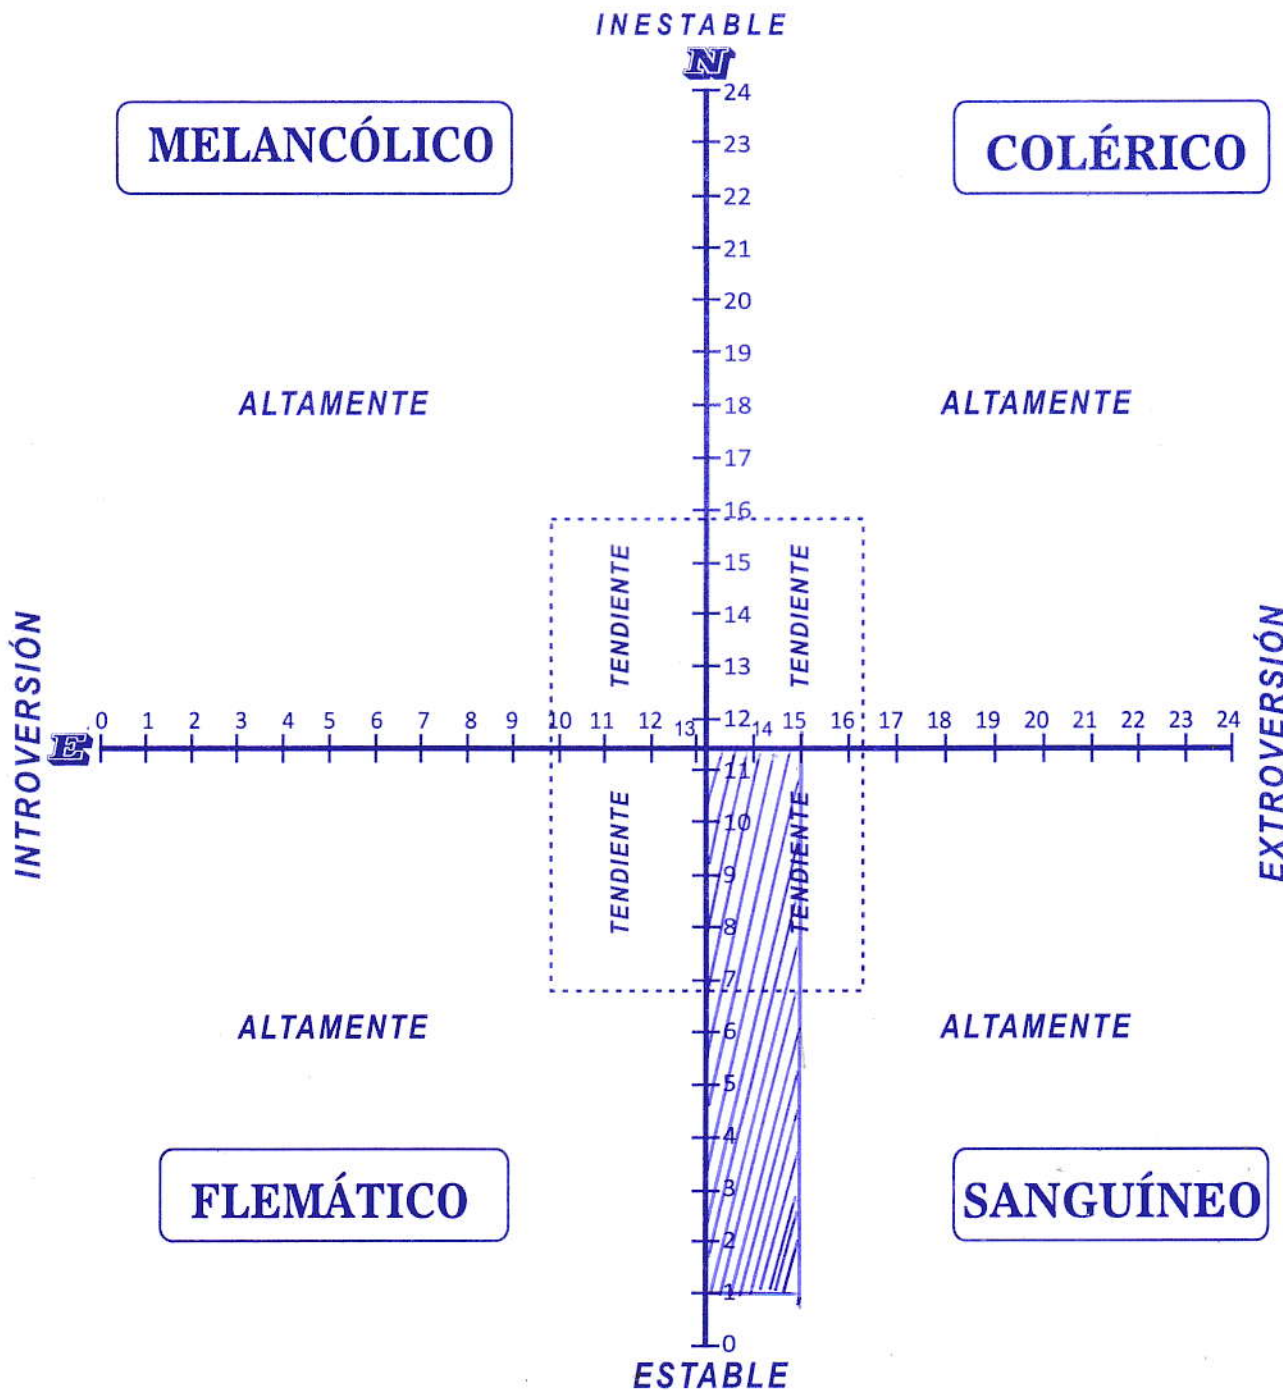 INESTABLE
N
24
MELANCÓLICO
COLÉRICO
23
22
21
20
19
ALTAMENTE
18
ALTAMENTE
17
16
TENDIENTE
TENDIENTE
15
14
13
INTROVERSIÓN
EXTROVERSIÓN
12
0 1 2 3 4 5 6 7 8 9 10 11 12 13 14 15 16 17 18 19 20 21 22 23 24
E
11
TENDIENTE
TENDIENTE
10
9
8
7
ALTAMENTE
6
ALTAMENTE
5
4
3
FLEMÁTICO
SANGUÍNEO
2
1
0
ESTABLE